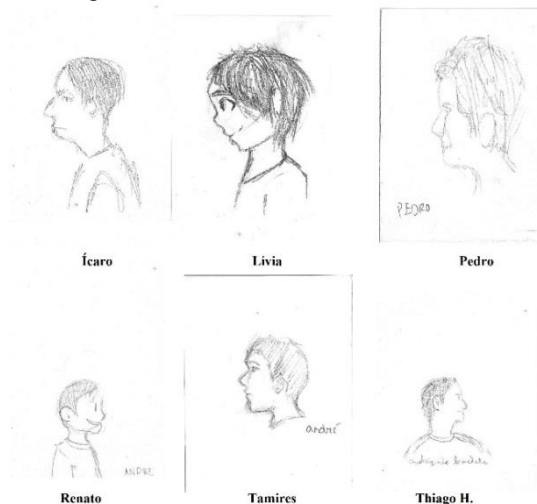 PEDRO
Ícaro
Livia
Pedro
andré
ANDRE
Renato
Tamires
Thiago H.